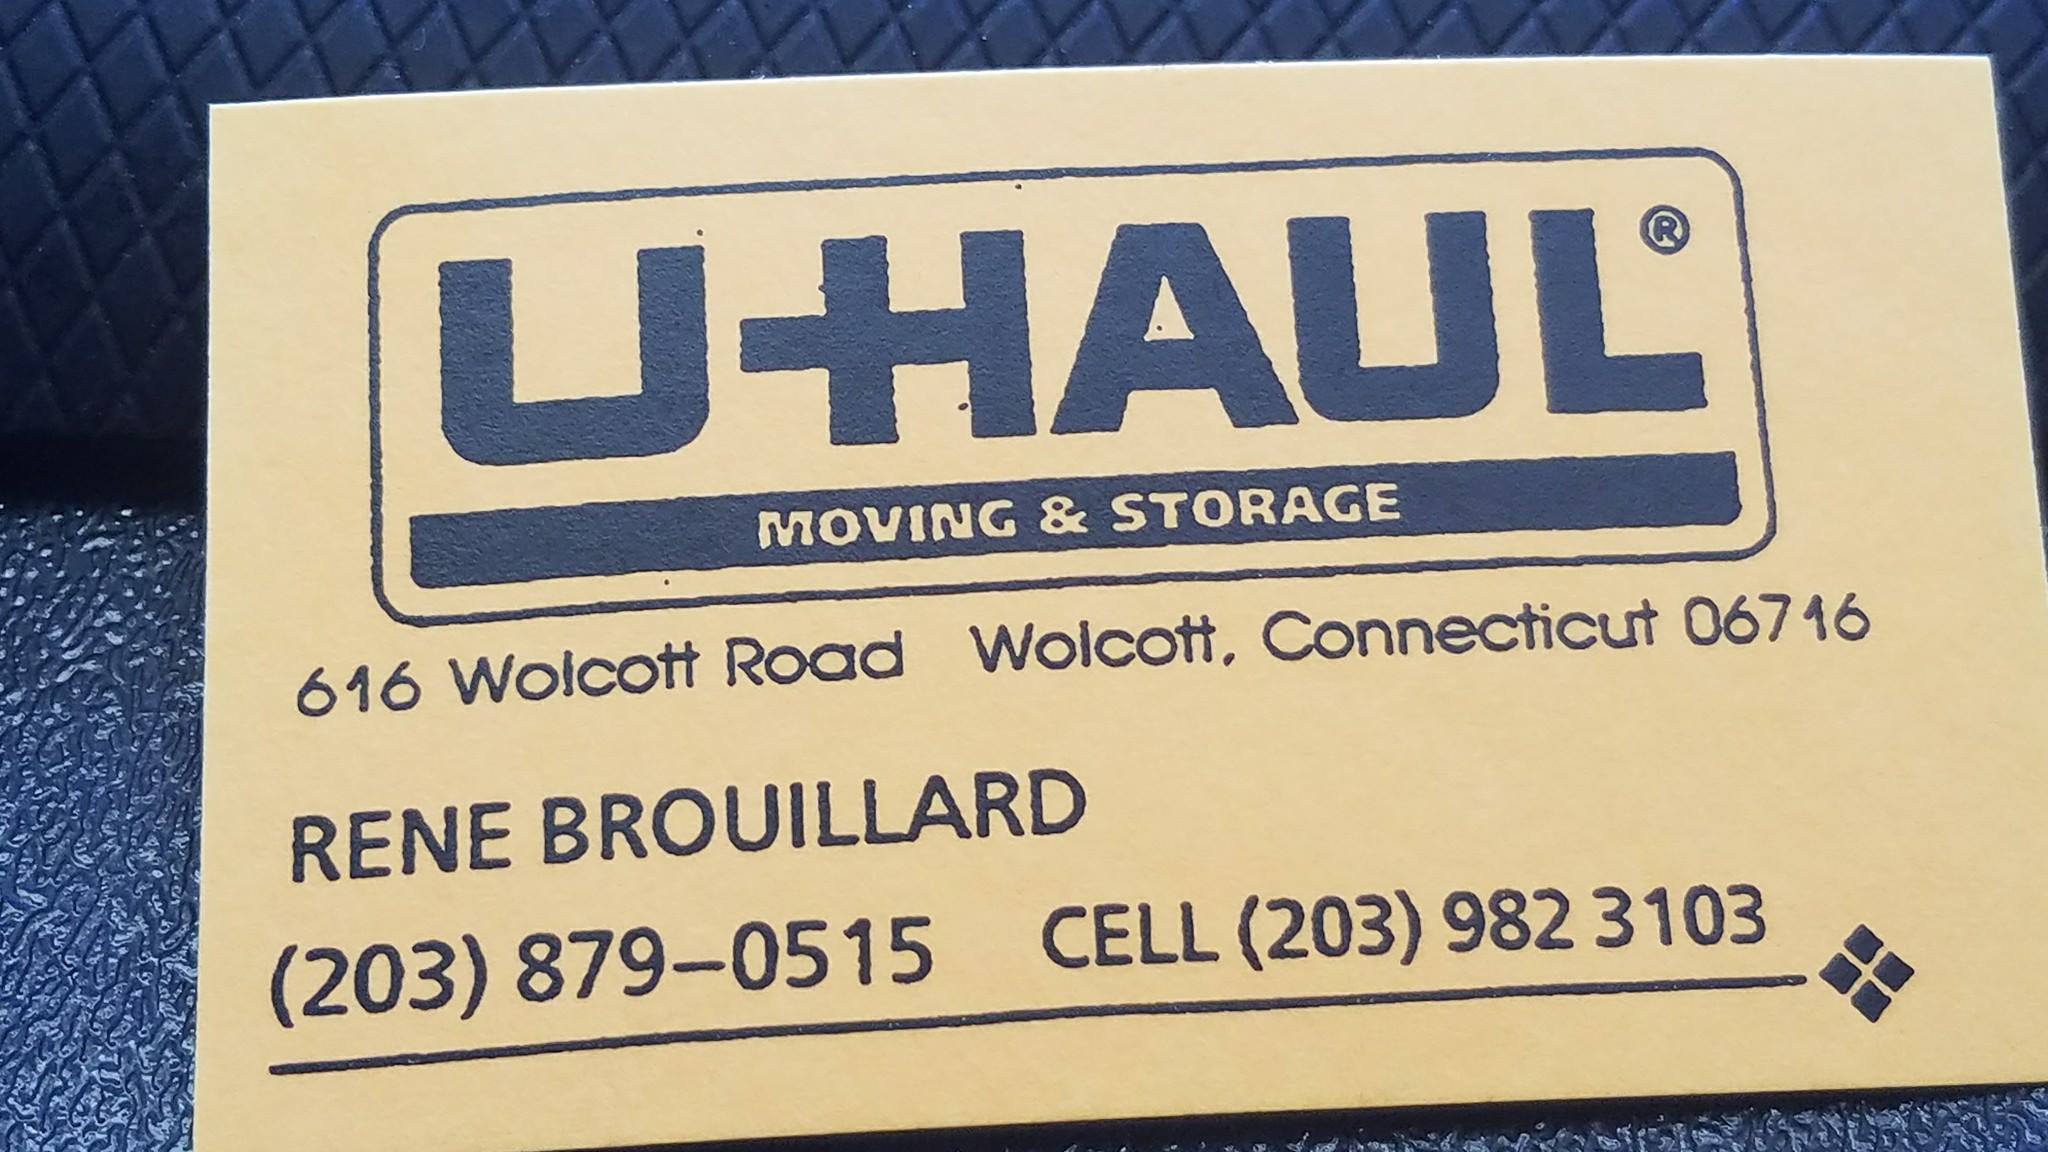 U-HAUL®
MOVING & STORAGE
616 Wolcott Road Wolcott, Connecticut 06716
RENE BROUILLARD
(203) 879-0515 CELL (203) 982 3103